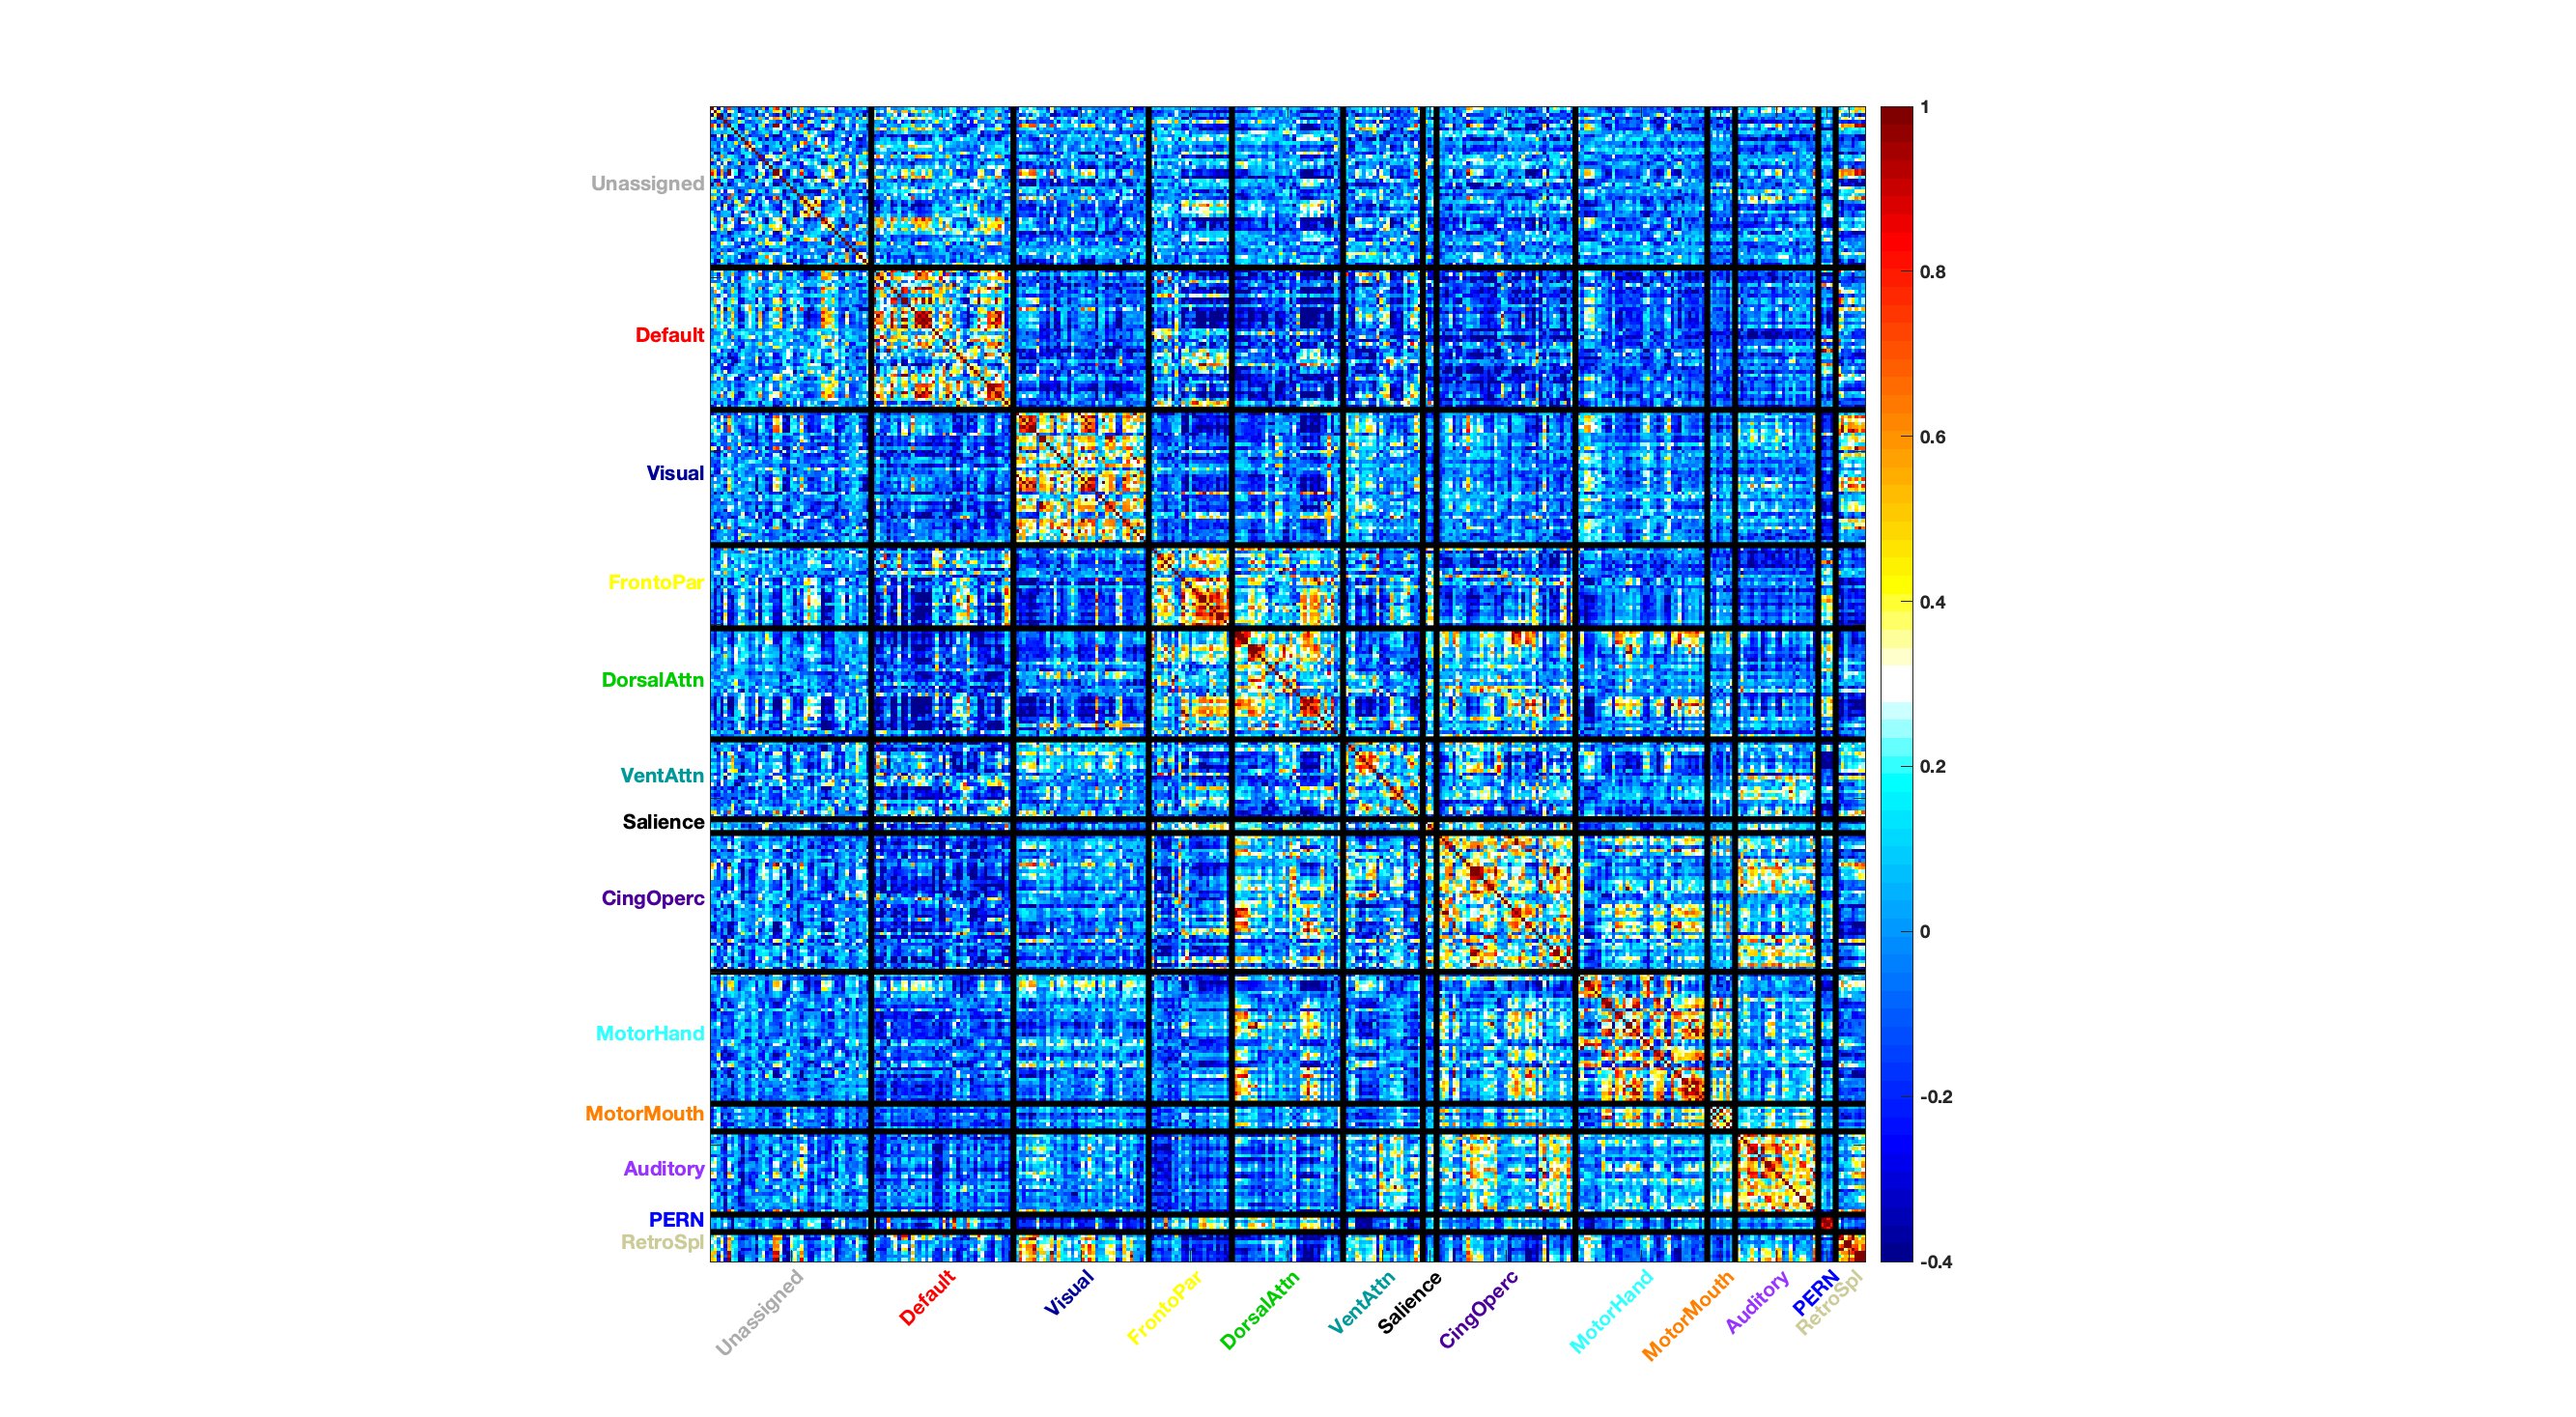 Unassigned
Default
Visual
FrontoPar
DorsalAttn
VentAttn
Salience
CingOperc
MotorHand
MotorMouth
Auditory
PERN
RetroSpl
Unassigned
Default
Visual
FrontoPar
DorsalAttn
VentAttn
Salience
CingOperc
MotorHand
MotorMouth
Auditory
PERN
RetroSpl
1
0.8
0.6
0.4
0.2
0
-0.2
-0.4